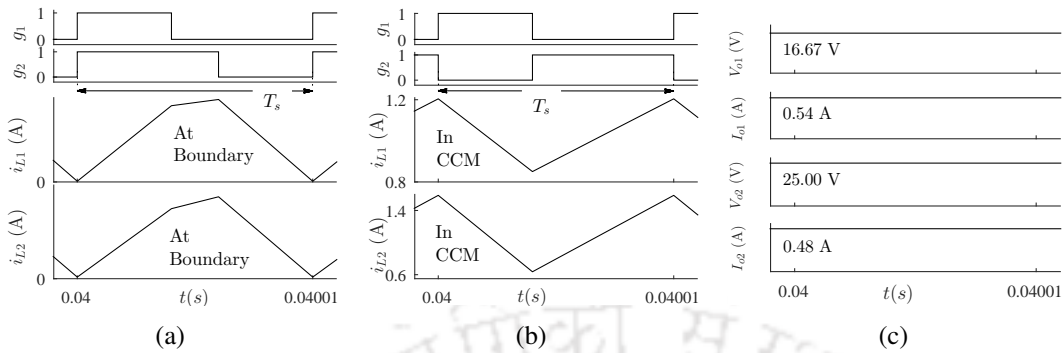 g1
1
0
g2
1
0
Ts
iL1 (A)
At
Boundary
0
iL2 (A)
At
Boundary
0
0.04
t(s)
0.04001
(a)
g1
1
0
g2
1
0
Ts
iL1 (A)
1.2
In
CCM
0.8
iL2 (A)
1.4
In
CCM
0.6
0.04
t(s)
0.04001
(b)
Vo1 (V)
16.67 V
Io1 (A)
0.54 A
Vo2 (V)
25.00 V
Io2 (A)
0.48 A
0.04
t(s)
0.04001
(c)